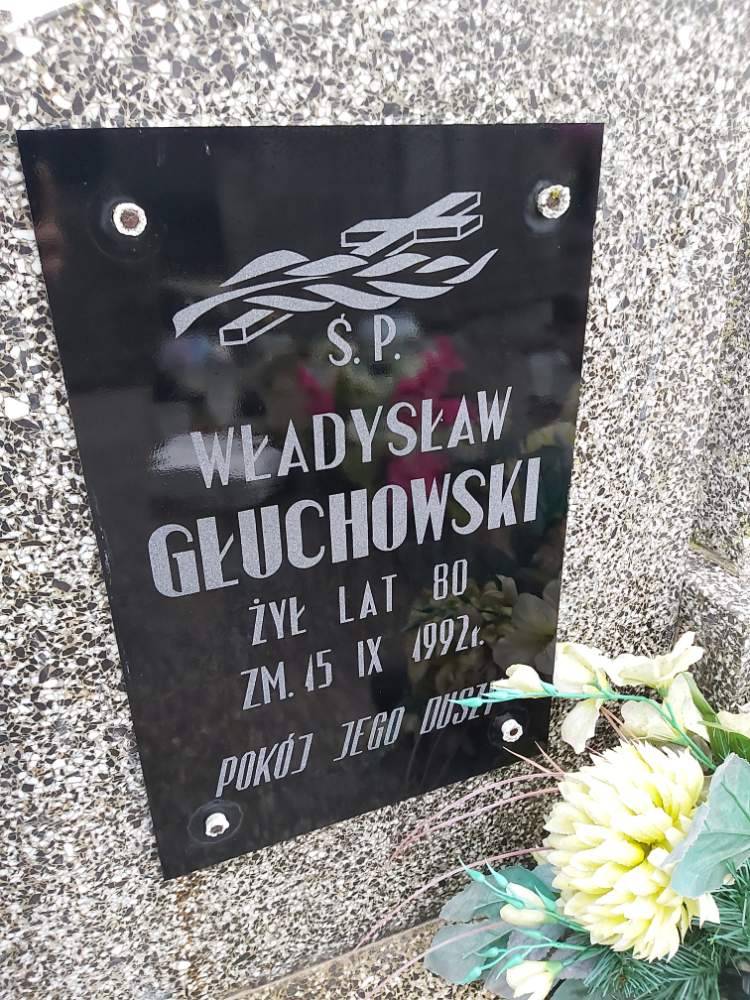 Ś. P.
WŁADYSŁAW
GŁUCHOWSKI
ŻYŁ LAT 80
ZM. 15 IX 1992r.
POKÓJ JEGO DUSZY